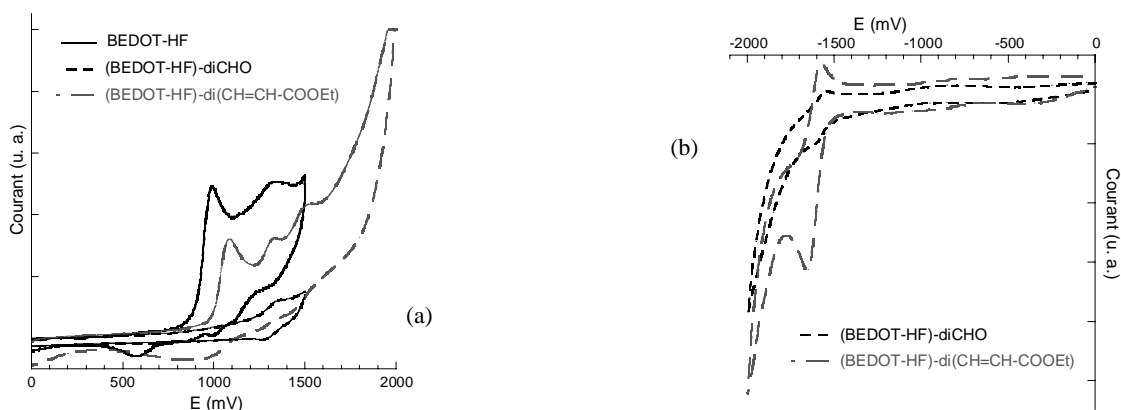 BEDOT-HF
(BEDOT-HF)-diCHO
(BEDOT-HF)-di(CH=CH-COOEt)
Courant (u. a.)
(a)
0
500
1000
1500
2000
E (mV)
E (mV)
-2000
-1500
-1000
-500
0
(b)
Courant (u. a.)
(BEDOT-HF)-diCHO
(BEDOT-HF)-di(CH=CH-COOEt)